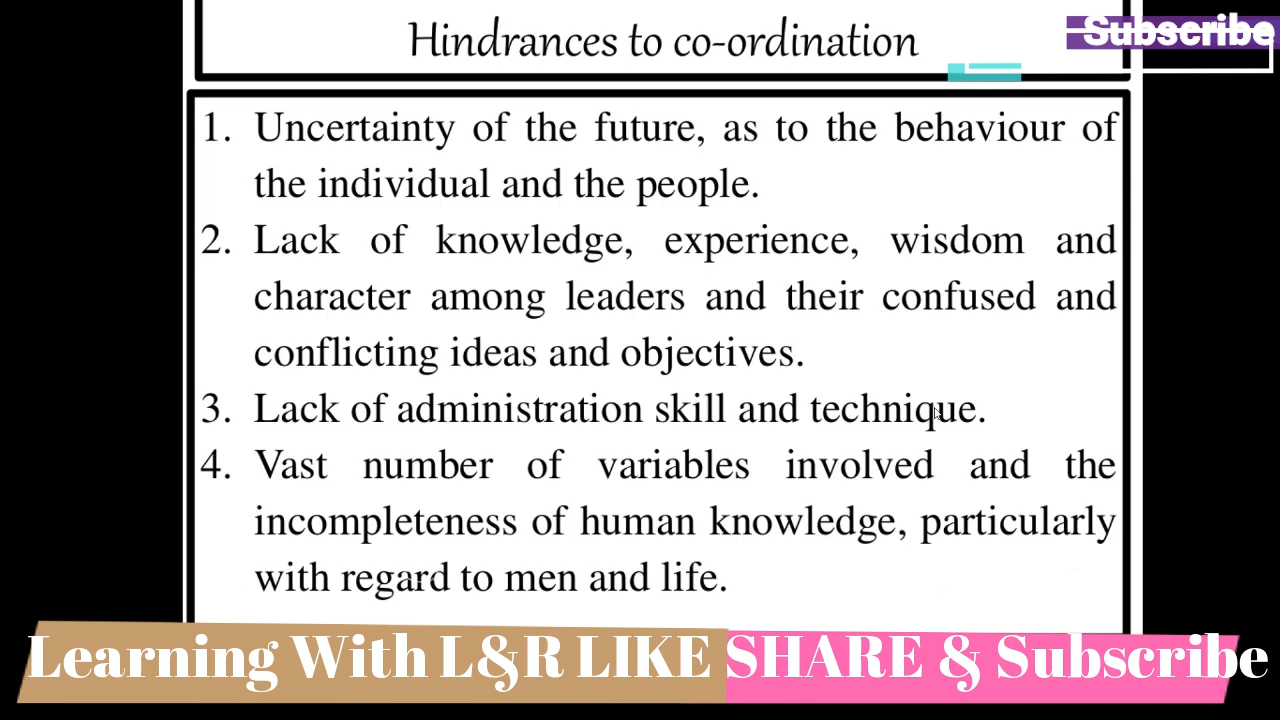 Hindrances to co-ordination
Subscribe
1. Uncertainty of the future, as to the behaviour of
the individual and the people.
2. Lack of knowledge, experience, wisdom and
character among leaders and their confused and
conflicting ideas and objectives.
3. Lack of administration skill and technique.
4. Vast number of variables involved and the
incompleteness of human knowledge, particularly
with regard to men and life.
Learning With L&R LIKE SHARE & Subscribe